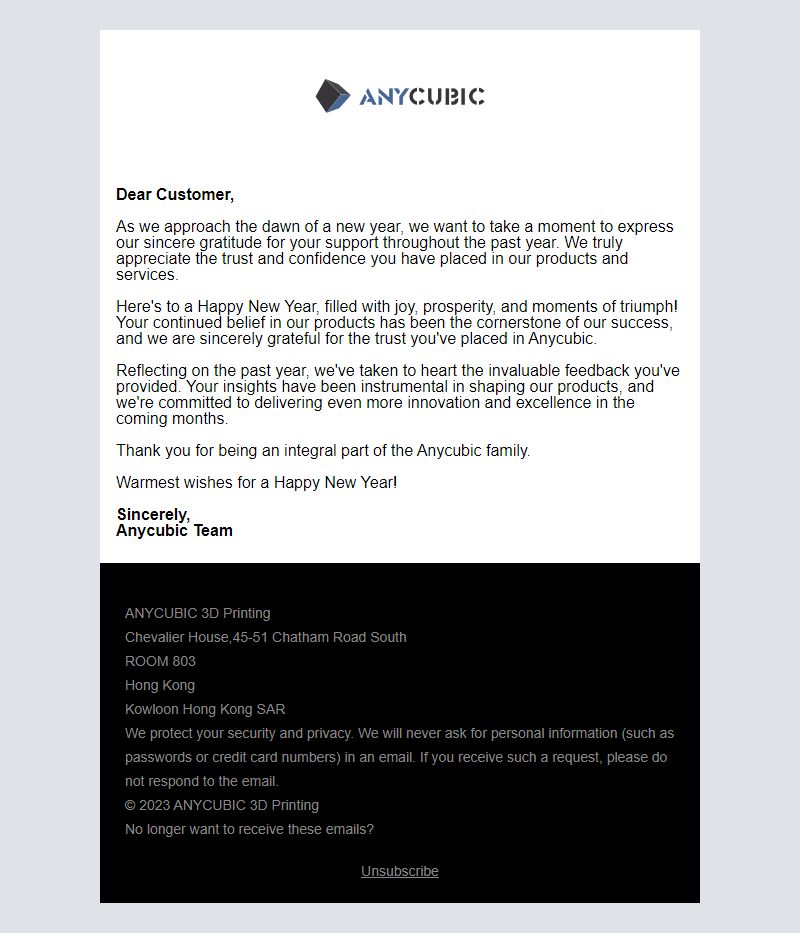 ANYCUBIC
Dear Customer,
As we approach the dawn of a new year, we want to take a moment to express
our sincere gratitude for your support throughout the past year. We truly
appreciate the trust and confidence you have placed in our products and
services.
Here's to a Happy New Year, filled with joy, prosperity, and moments of triumph!
Your continued belief in our products has been the cornerstone of our success,
and we are sincerely grateful for the trust you've placed in Anycubic.
Reflecting on the past year, we've taken to heart the invaluable feedback you've
provided. Your insights have been instrumental in shaping our products, and
we're committed to delivering even more innovation and excellence in the
coming months.
Thank you for being an integral part of the Anycubic family.
Warmest wishes for a Happy New Year!
Sincerely,
Anycubic Team
ANYCUBIC 3D Printing
Chevalier House,45-51 Chatham Road South
ROOM 803
Hong Kong
Kowloon Hong Kong SAR
We protect your security and privacy. We will never ask for personal information (such as
passwords or credit card numbers) in an email. If you receive such a request, please do
not respond to the email.
© 2023 ANYCUBIC 3D Printing
No longer want to receive these emails?
Unsubscribe